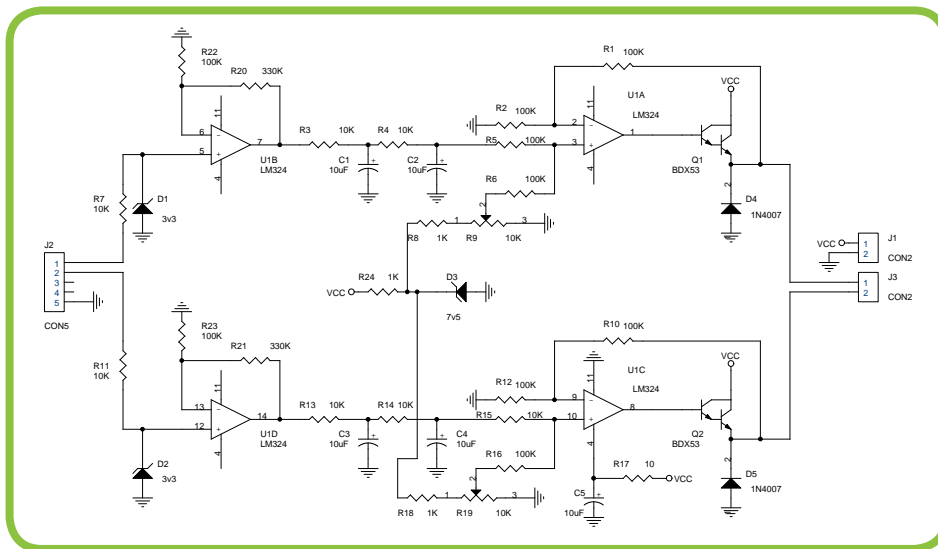 R22
100K
R20 330K
11
6
5
7
4
U1B
LM324
R3 10K
R4 10K
C1
10uF
C2
10uF
R1 100K
R2 100K
R5 100K
R6 100K
U1A
LM324
11
2
3
1
4
VCC
Q1
BDX53
2
D4
1N4007
R7
10K
D1
3v3
R8 1K
1 2 3
R9 10K
J2
1
2
3
4
5
CON5
VCC
R24 1K
D3
7v5
VCC
1
2
J1
CON2
1
2
J3
CON2
R11
10K
R23
100K
R21 330K
11
13
12
14
4
U1D
LM324
D2
3v3
R13 10K
R14 10K
C3
10uF
C4
10uF
R10 100K
R12 100K
R15 10K
R16 100K
U1C
LM324
11
9
10
8
4
VCC
Q2
BDX53
2
D5
1N4007
R17 10
VCC
C5
10uF
R18 1K
1 2 3
R19 10K